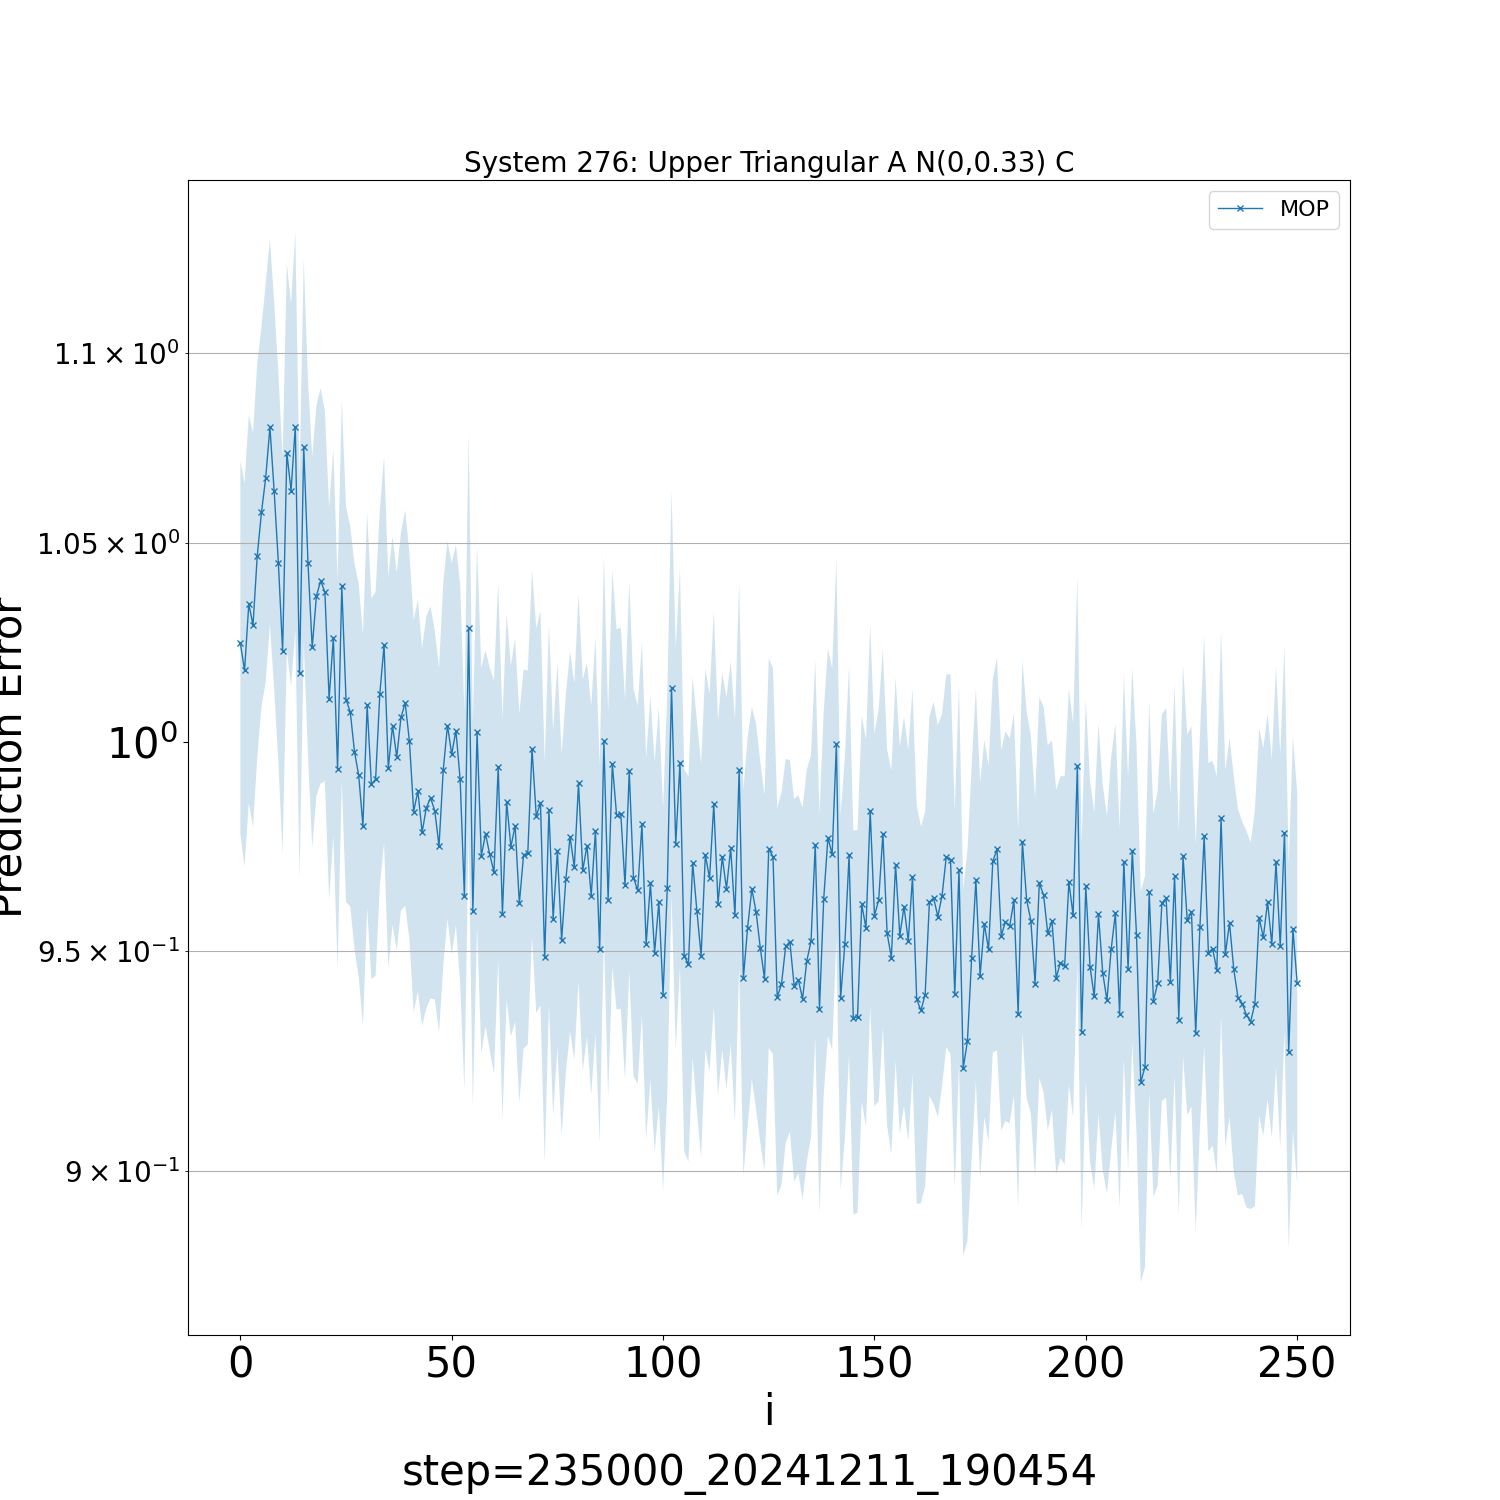 System 276: Upper Triangular A N(0,0.33) C
MOP
1.1 × 10⁰
1.05 × 10⁰
10⁰
9.5 × 10⁻¹
9 × 10⁻¹
Prediction Error
0 50 100 150 200 250
i
step=235000_20241211_190454